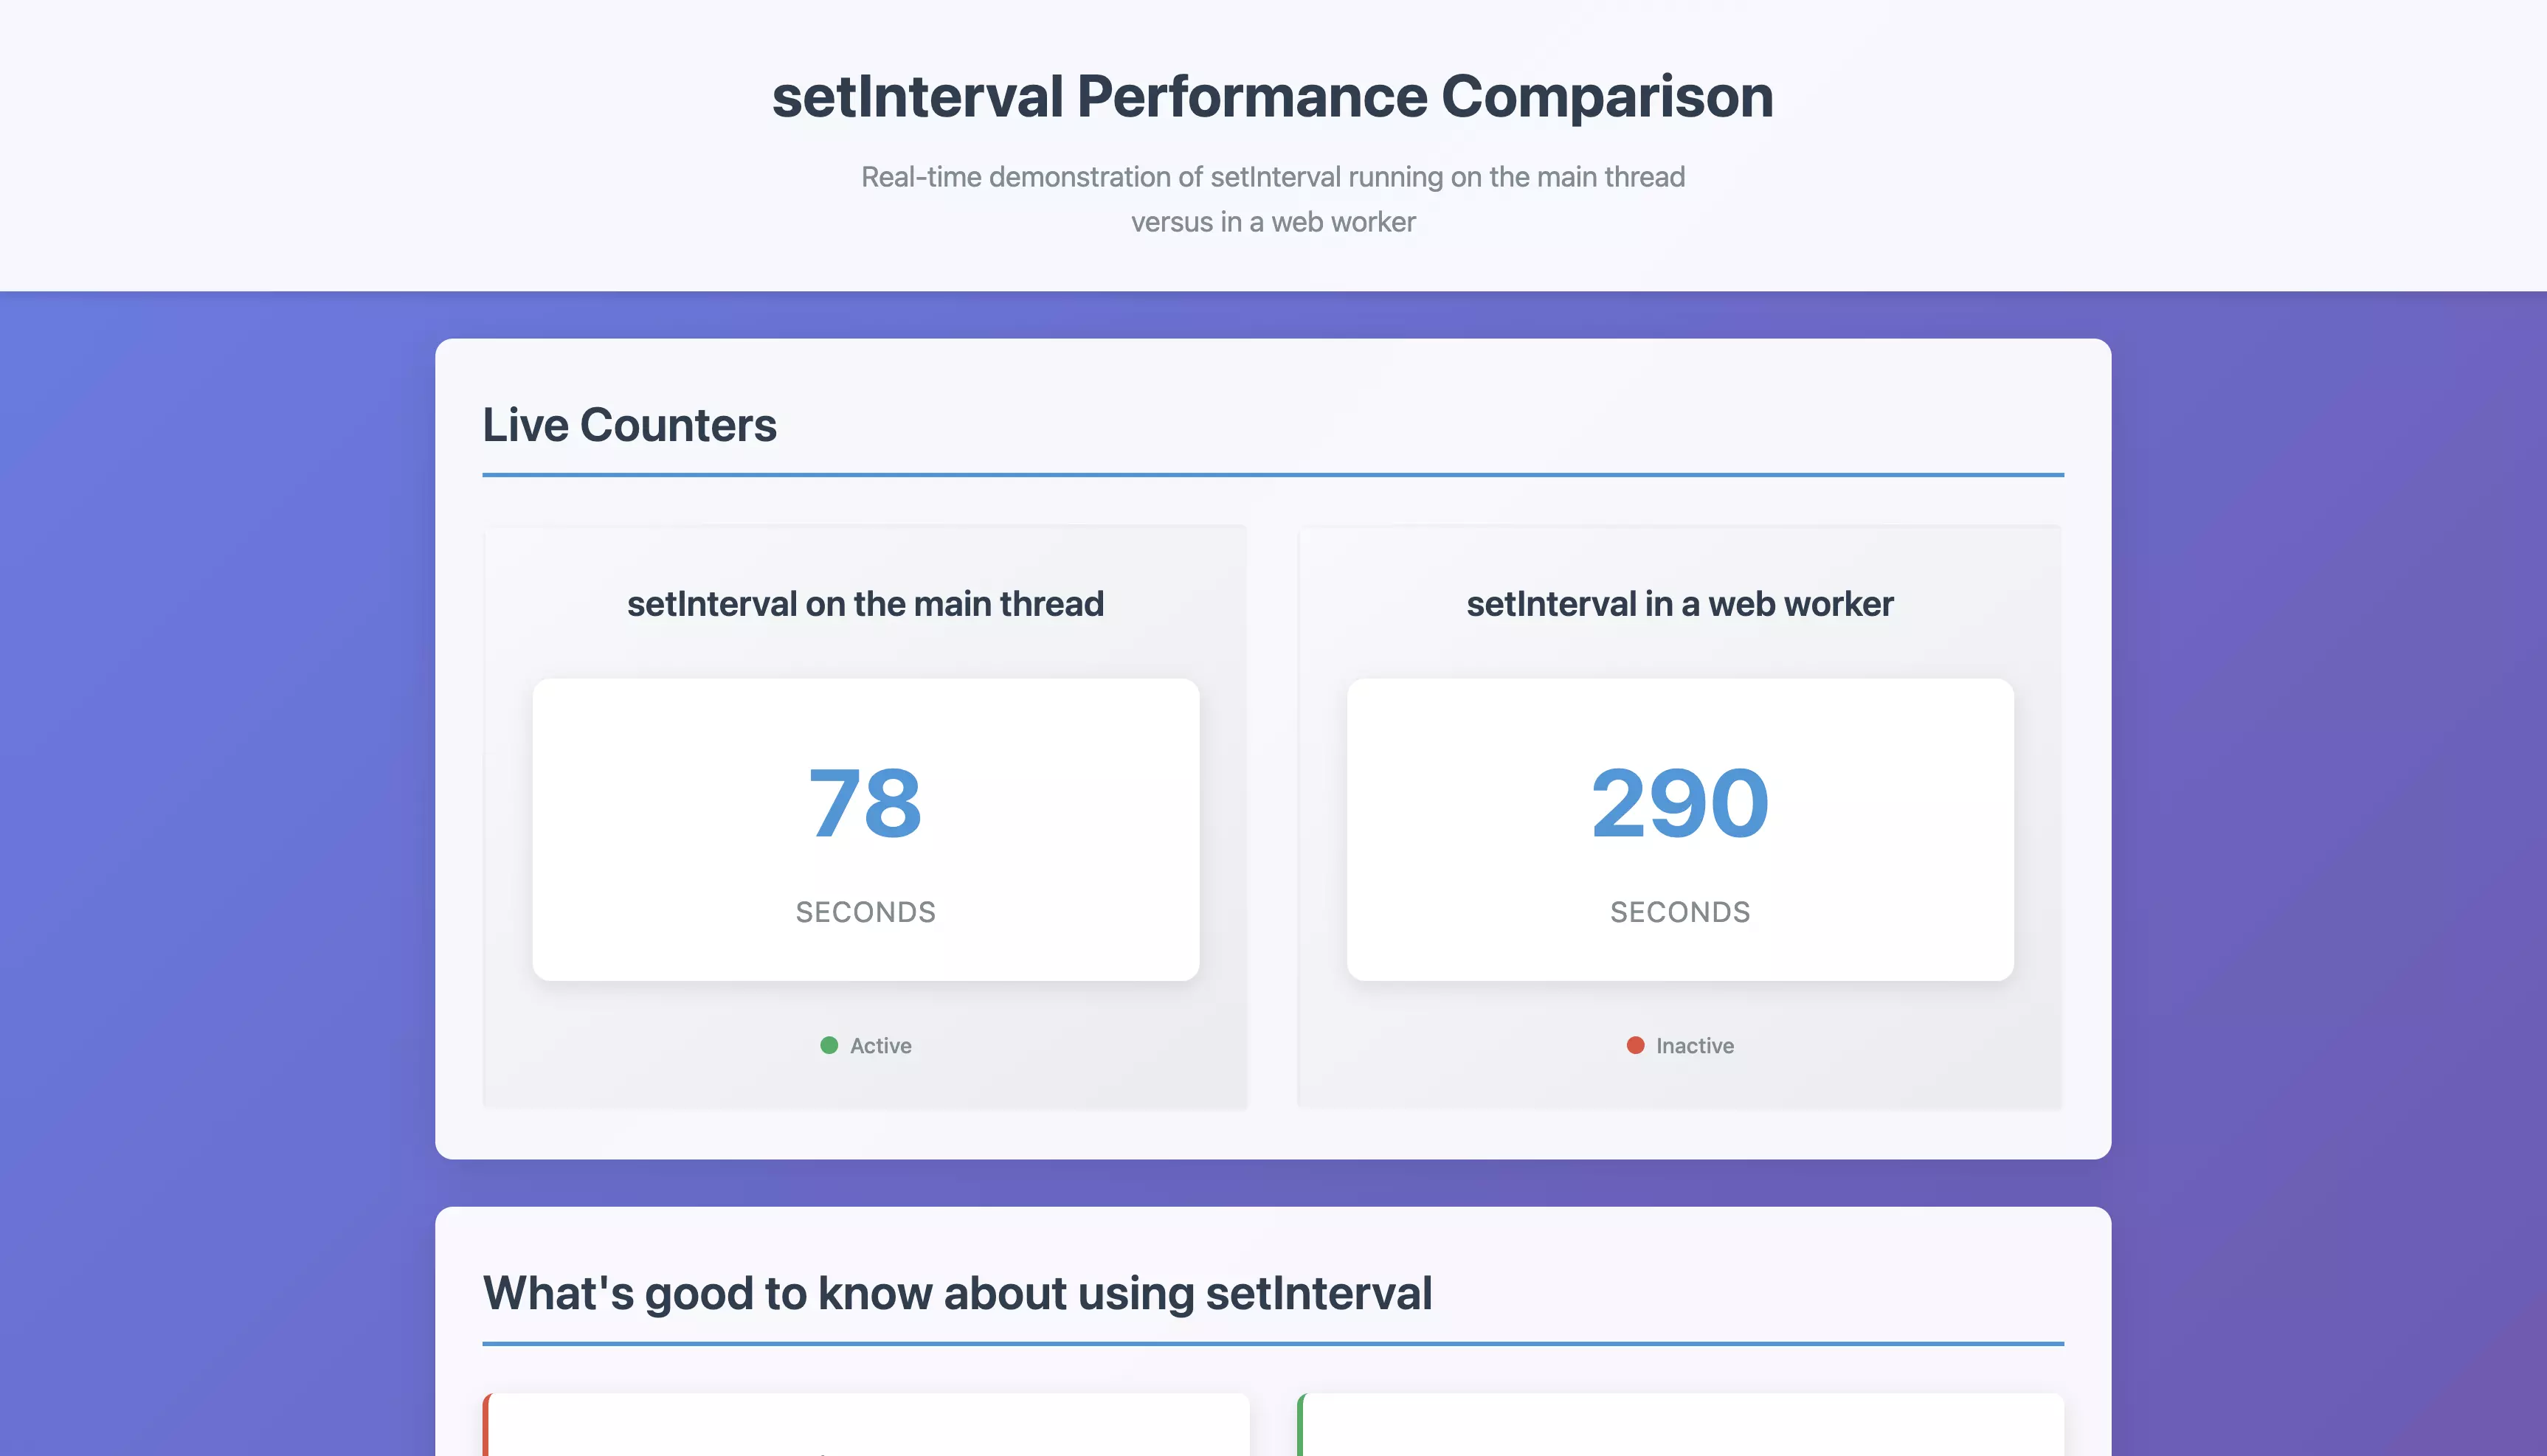 setInterval Performance Comparison
Real-time demonstration of setInterval running on the main thread
versus in a web worker
Live Counters
setInterval on the main thread
78
SECONDS
Active
setInterval in a web worker
290
SECONDS
Inactive
What's good to know about using setInterval